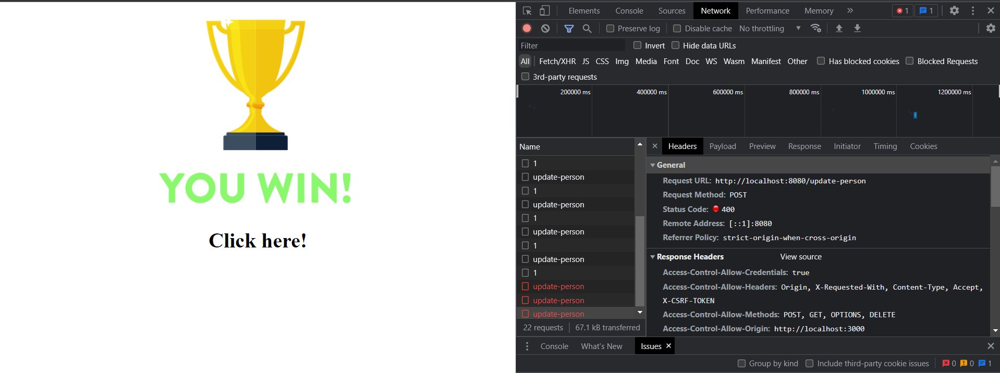 YOU WIN!
Click here!
Elements Console Sources Network Performance Memory » 1 1
Preserve log Disable cache No throttling
Filter Invert Hide data URLs
All Fetch/XHR JS CSS Img Media Font Doc WS Wasm Manifest Other Has blocked cookies Blocked Requests
3rd-party requests
200000 ms 400000 ms 600000 ms 800000 ms 1000000 ms 1200000 ms
Name
1
update-person
1
update-person
1
update-person
1
update-person
1
update-person
update-person
update-person
22 requests 67.1 kB transferred
Headers Payload Preview Response Initiator Timing Cookies
General
Request URL: http://localhost:8080/update-person
Request Method: POST
Status Code: 400
Remote Address: [::1]:8080
Referrer Policy: strict-origin-when-cross-origin
Response Headers View source
Access-Control-Allow-Credentials: true
Access-Control-Allow-Headers: Origin, X-Requested-With, Content-Type, Accept,
X-CSRF-TOKEN
Access-Control-Allow-Methods: POST, GET, OPTIONS, DELETE
Access-Control-Allow-Origin: http://localhost:3000
Console What's New Issues
Group by kind Include third-party cookie issues 0 0 1